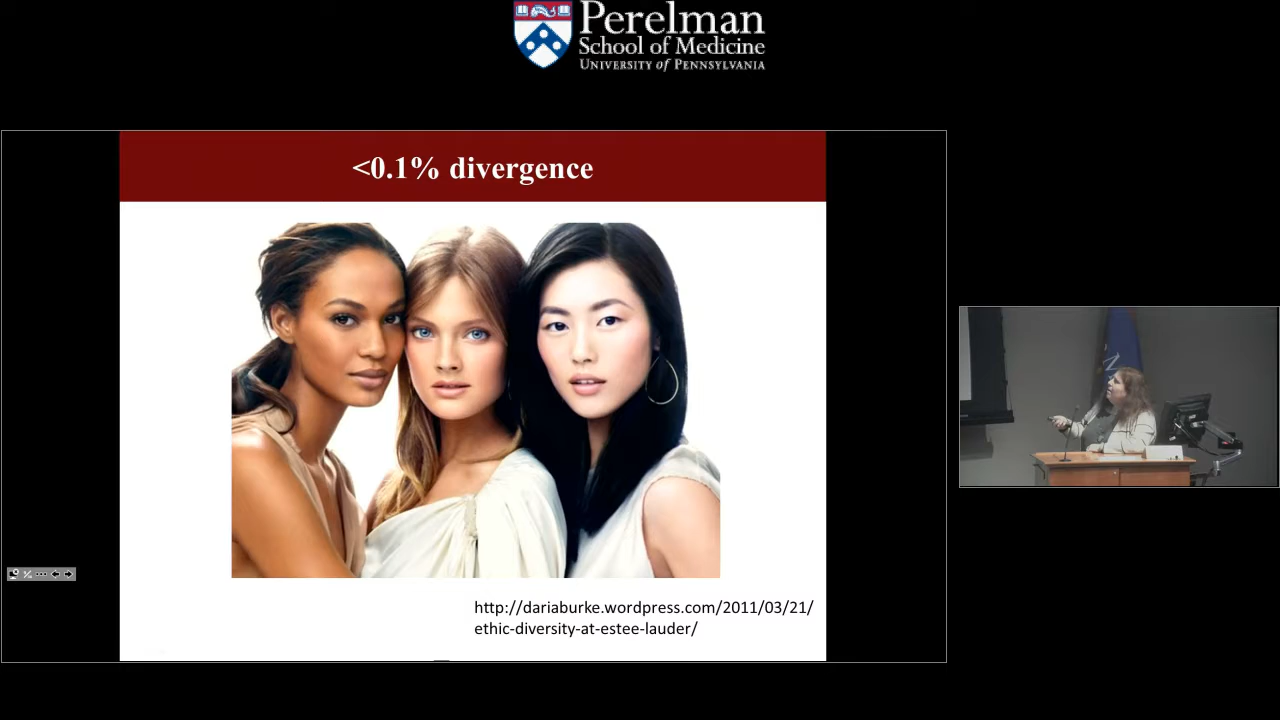 Perelman
School of Medicine
UNIVERSITY of PENNSYLVANIA
<0.1% divergence
http://dariaburke.wordpress.com/2011/03/21/
ethic-diversity-at-estee-lauder/